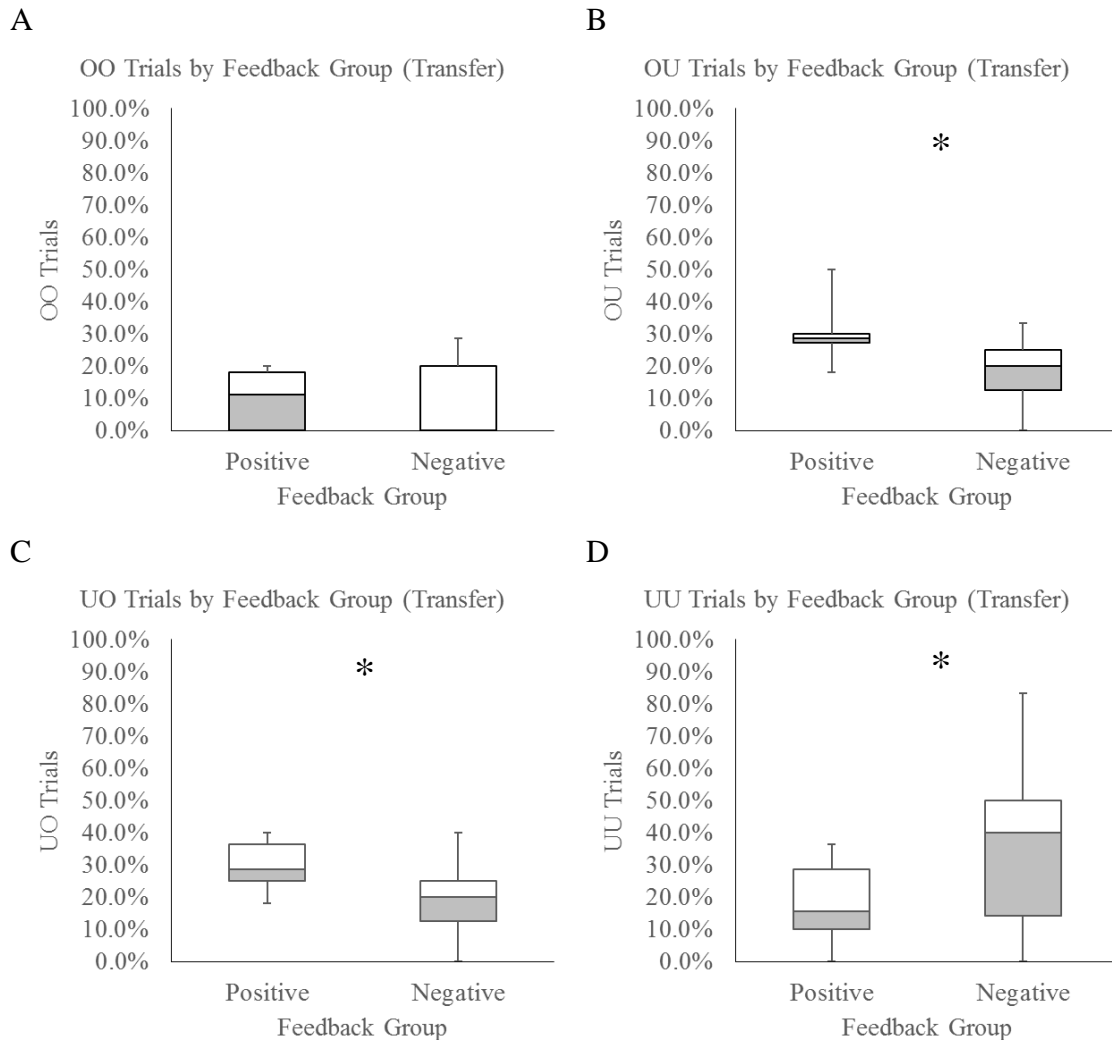 A
OO Trials by Feedback Group (Transfer)
100.0%
90.0%
80.0%
70.0%
60.0%
50.0%
40.0%
30.0%
20.0%
10.0%
0.0%
OO Trials
Positive Negative
Feedback Group
B
OU Trials by Feedback Group (Transfer)
*
100.0%
90.0%
80.0%
70.0%
60.0%
50.0%
40.0%
30.0%
20.0%
10.0%
0.0%
OU Trials
Positive Negative
Feedback Group
C
UO Trials by Feedback Group (Transfer)
*
100.0%
90.0%
80.0%
70.0%
60.0%
50.0%
40.0%
30.0%
20.0%
10.0%
0.0%
UO Trials
Positive Negative
Feedback Group
D
UU Trials by Feedback Group (Transfer)
*
100.0%
90.0%
80.0%
70.0%
60.0%
50.0%
40.0%
30.0%
20.0%
10.0%
0.0%
UU Trials
Positive Negative
Feedback Group